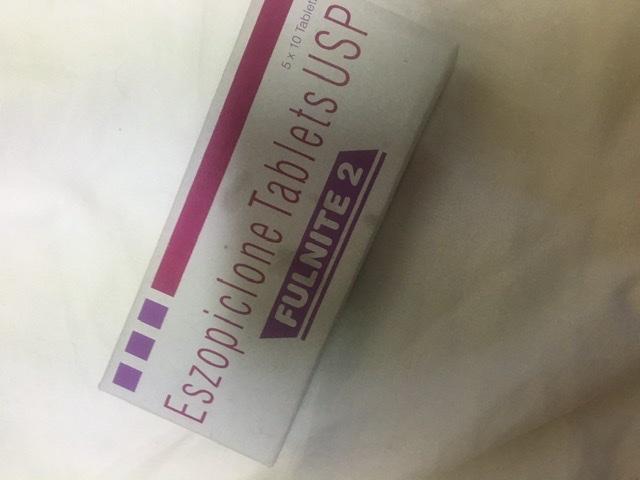 5 x 10 Tablets
Eszopiclone Tablets USP
FULNITE 2